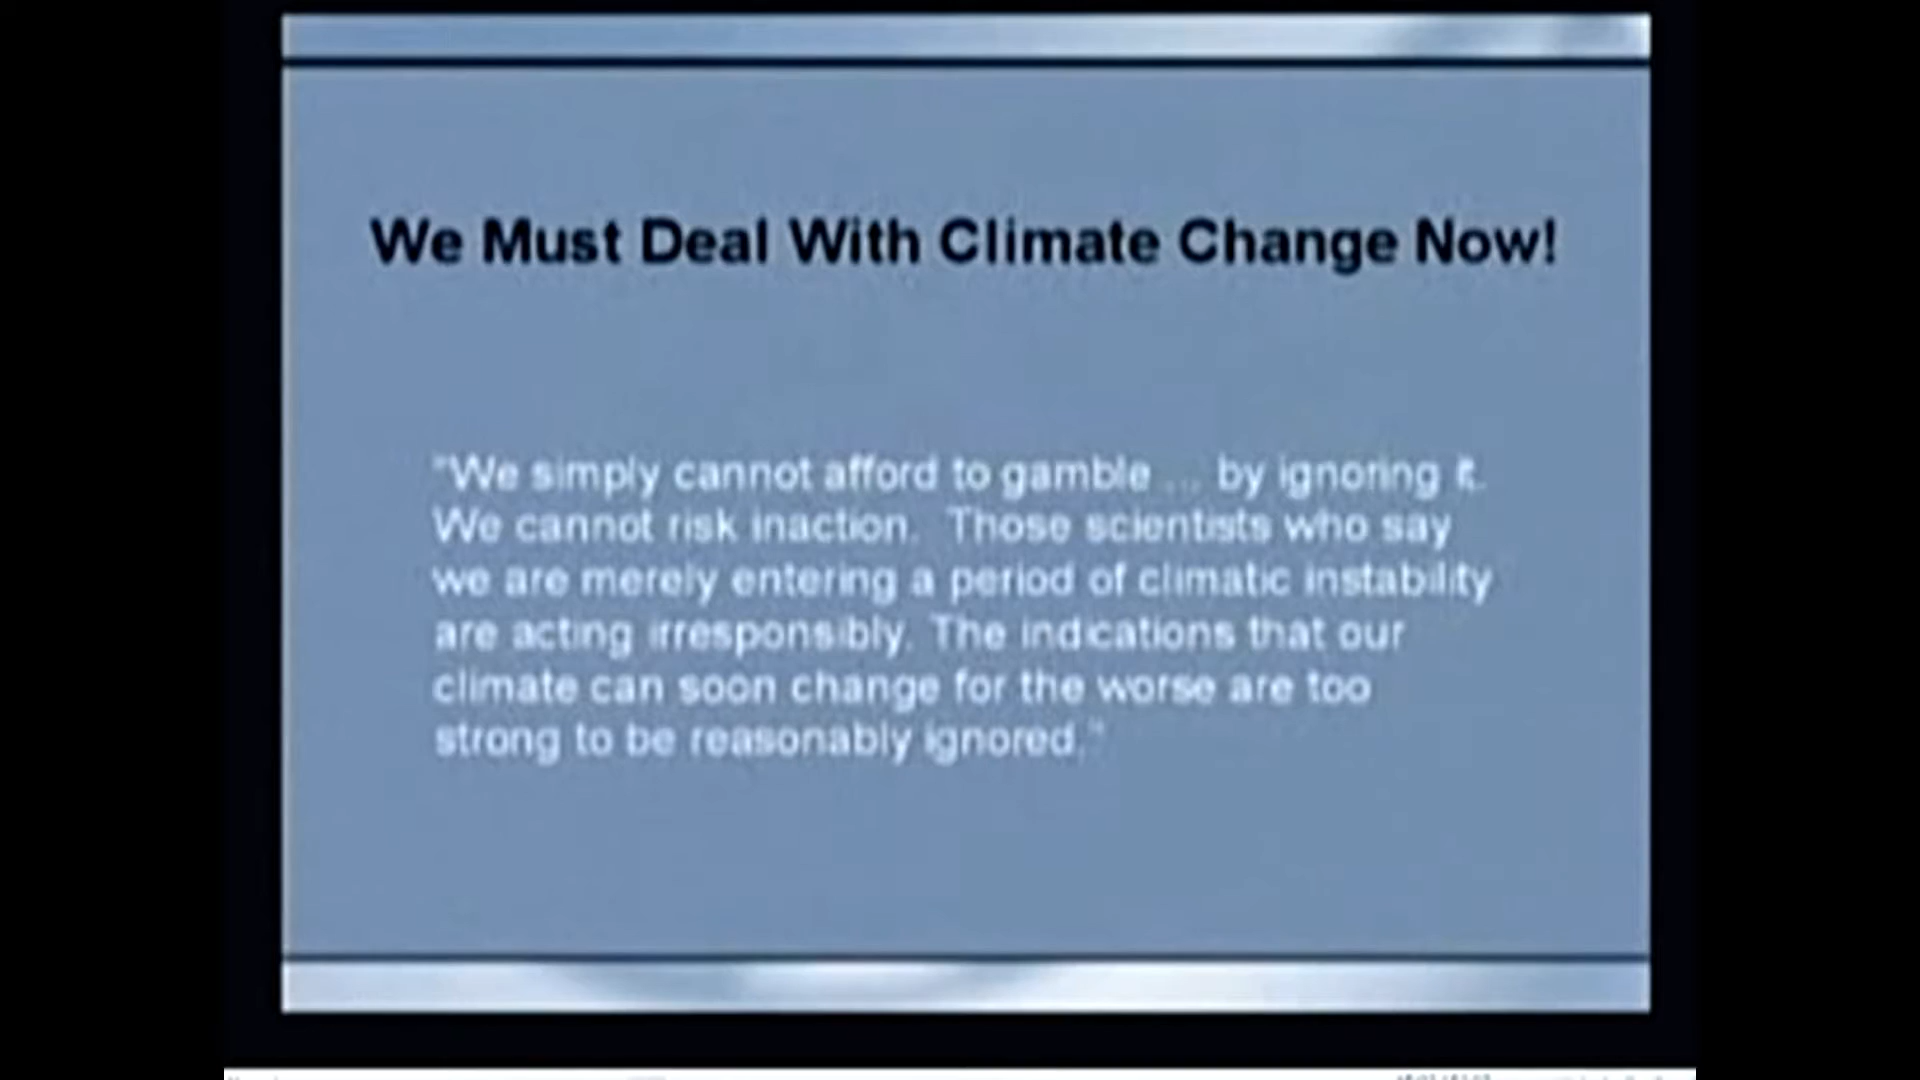 We Must Deal With Climate Change Now!
"We simply cannot afford to gamble ... by ignoring it.
We cannot risk inaction. Those scientists who say
we are merely entering a period of climatic instability
are acting irresponsibly. The indications that our
climate can soon change for the worse are too
strong to be reasonably ignored."